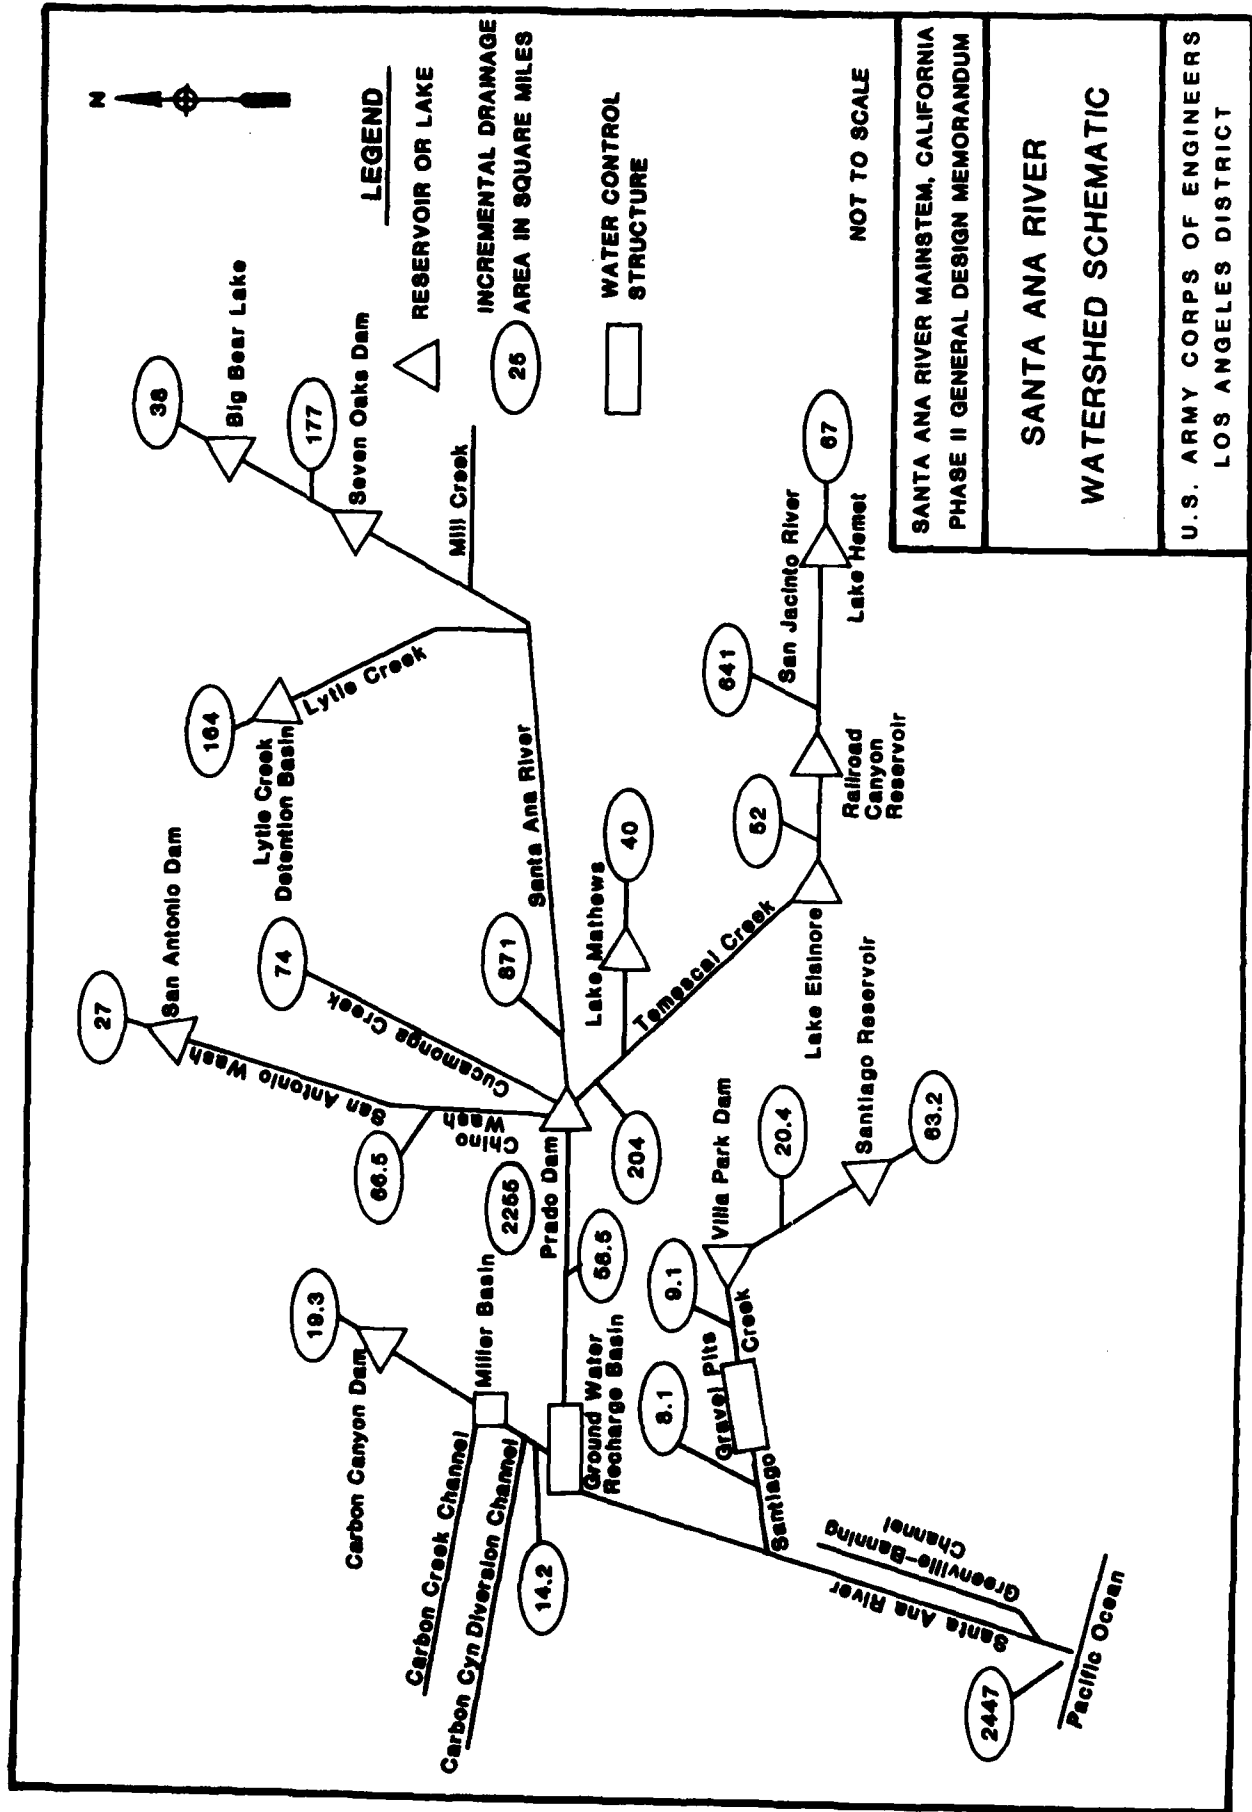 N
LEGEND
RESERVOIR OR LAKE
25
INCREMENTAL DRAINAGE
AREA IN SQUARE MILES
WATER CONTROL
STRUCTURE
NOT TO SCALE
38
Big Bear Lake
177
Seven Oaks Dam
Mill Creek
164
Lytle Creek
Detention Basin
Lytle Creek
27
San Antonio Dam
San Antonio Wash
74
Cucamonga Creek
66.5
Chino
Wash
Santa Ana River
871
2255
Prado Dam
204
Lake Mathews
40
Temescal Creek
52
641
San Jacinto River
67
Lake Hemet
Railroad
Canyon
Reservoir
Lake Elsinore
19.3
Carbon Canyon Dam
Miller Basin
Carbon Creek Channel
Carbon Cyn Diversion Channel
14.2
58.5
Ground Water
Recharge Basin
Villa Park Dam
20.4
Santiago Reservoir
63.2
9.1
8.1
Gravel Pits
Santiago
Creek
Santa Ana River
Greenville-Banning
Channel
2447
Pacific Ocean
SANTA ANA RIVER MAINSTEM, CALIFORNIA
PHASE II GENERAL DESIGN MEMORANDUM
SANTA ANA RIVER
WATERSHED SCHEMATIC
U.S. ARMY CORPS OF ENGINEERS
LOS ANGELES DISTRICT